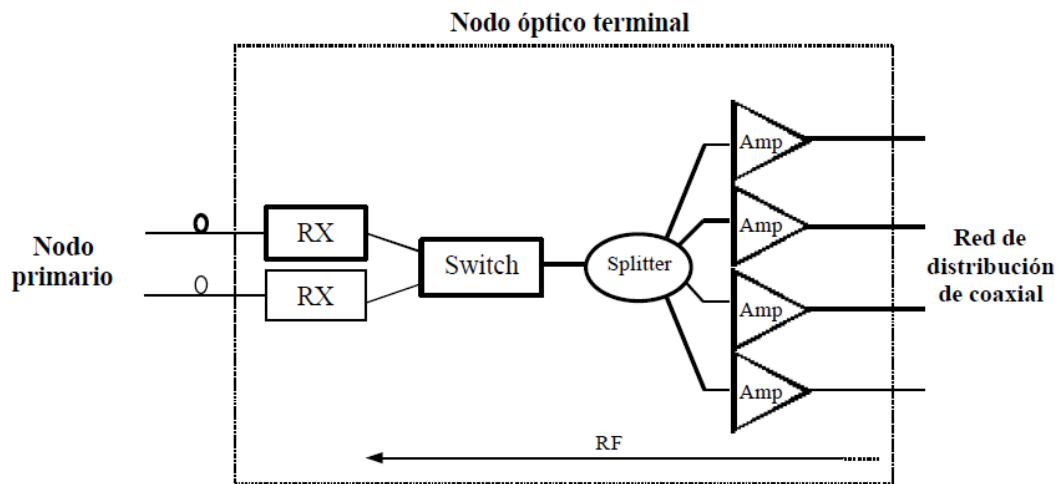 Nodo óptico terminal
Nodo
primario
RX
RX
Switch
Splitter
Amp
Amp
Amp
Amp
Red de
distribución
de coaxial
RF